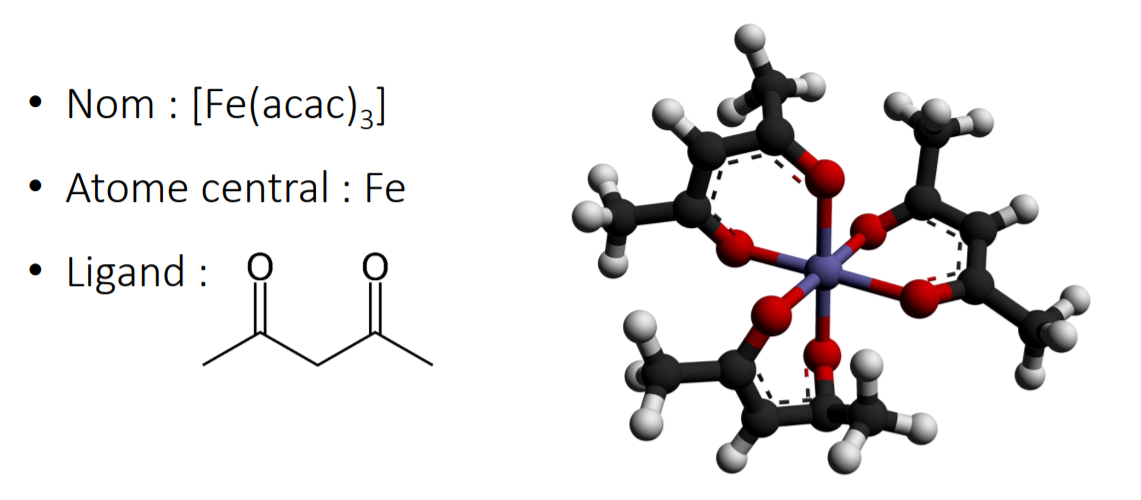 • Nom : [Fe(acac)₃]
• Atome central : Fe
• Ligand :
O O